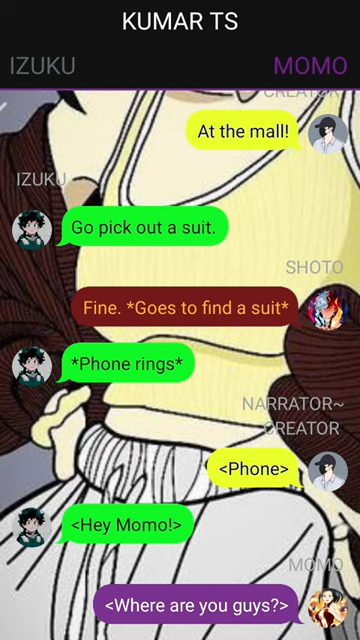 KUMAR TS
IZUKU
MOMO
CREATOR
At the mall!
IZUKU
Go pick out a suit.
SHOTO
Fine. *Goes to find a suit*
*Phone rings*
NARRATOR~
CREATOR
<Phone>
<Hey Momo!>
MOMO
<Where are you guys?>